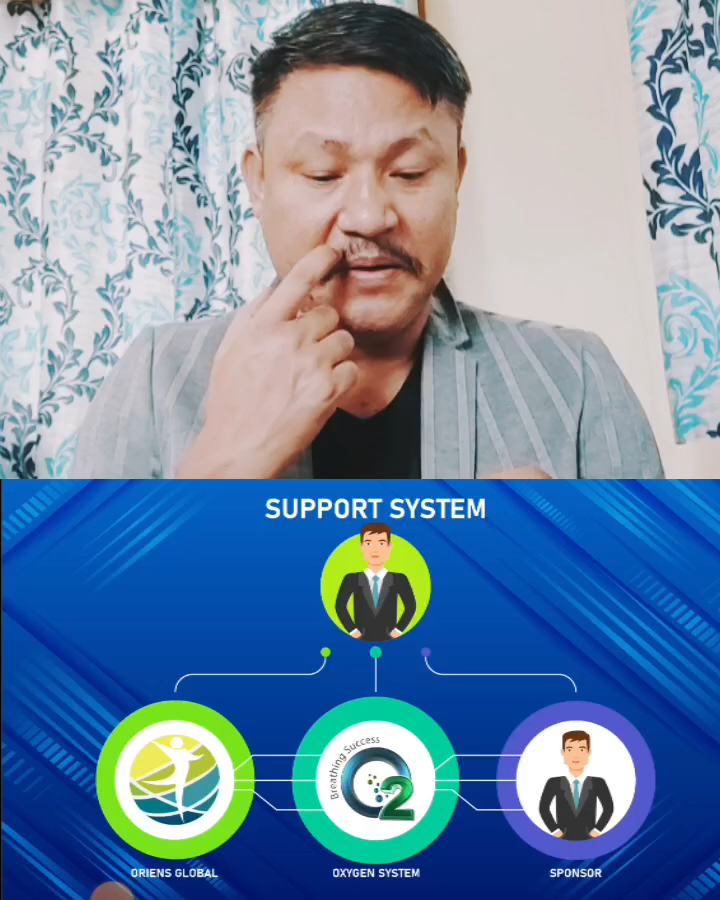 SUPPORT SYSTEM
Breathing Success
O2
ORIENS GLOBAL
OXYGEN SYSTEM
SPONSOR